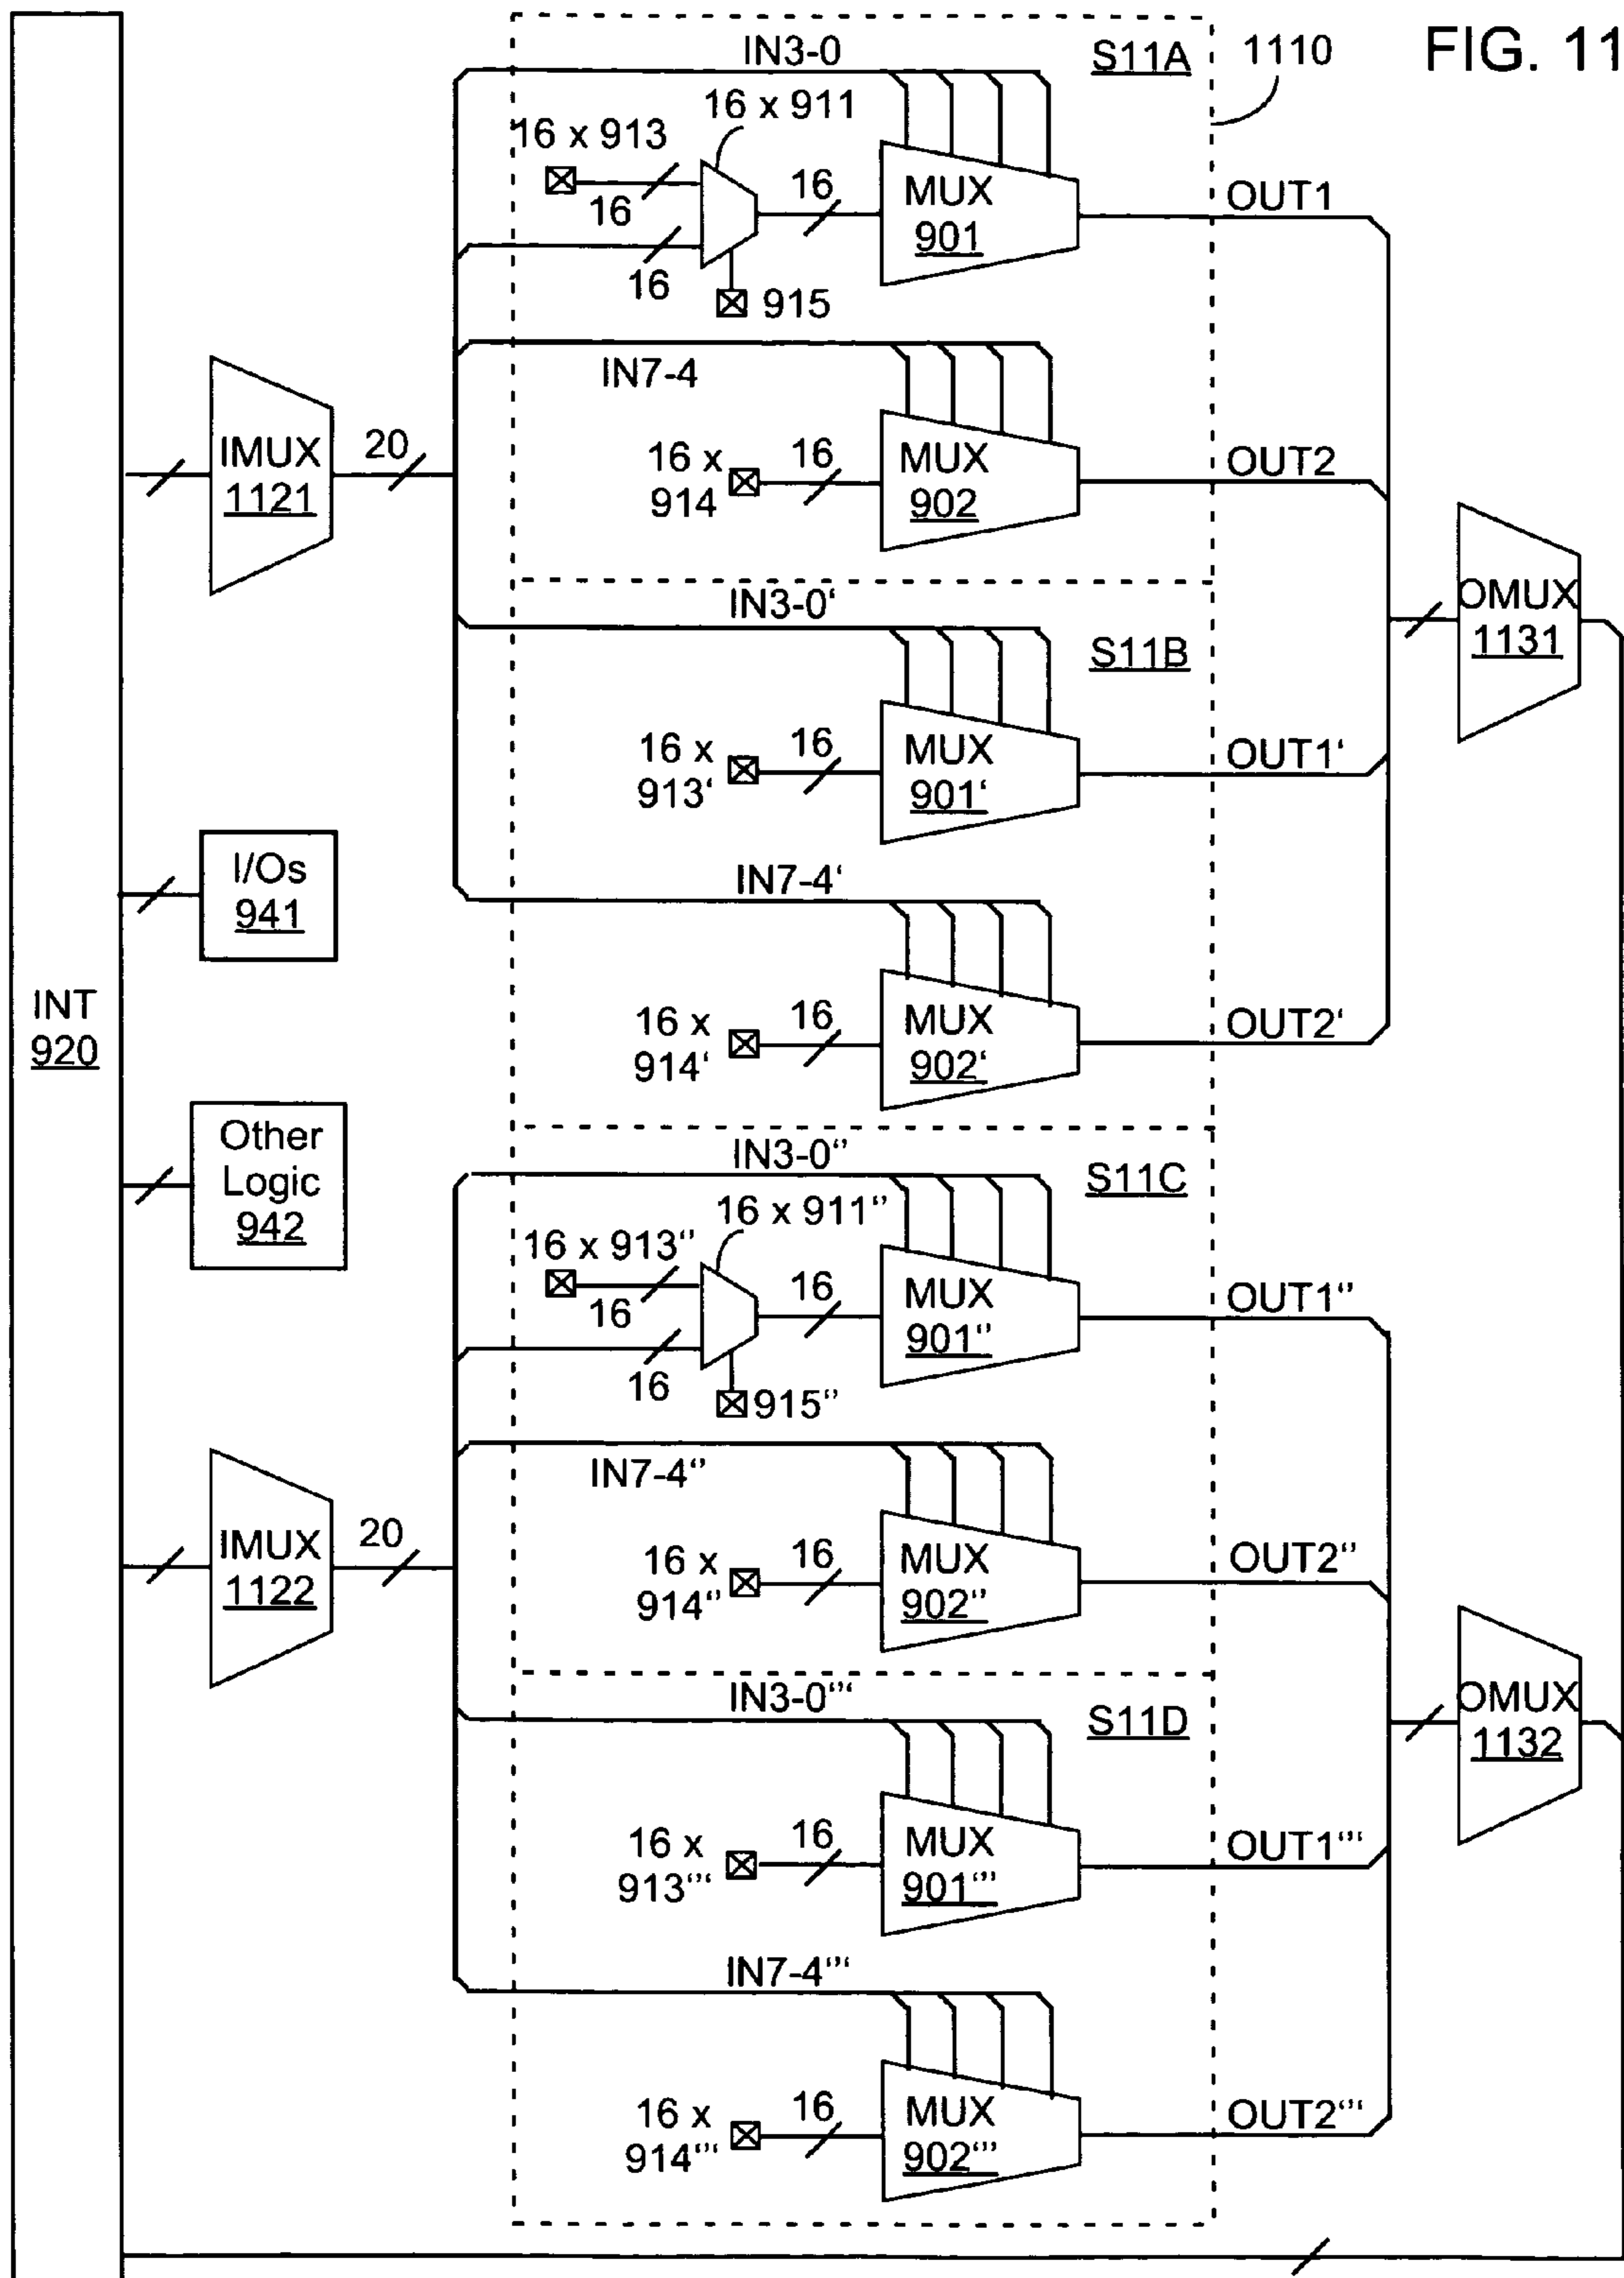 FIG. 11
1110
S11A
IN3-0
16 x 911
16 x 913
16
16
16
915
MUX
901
OUT1
IN7-4
16 x
914
16
MUX
902
OUT2
IMUX
1121
20
S11B
IN3-0‘
16 x
913‘
16
MUX
901‘
OUT1‘
IN7-4‘
16 x
914‘
16
MUX
902‘
OUT2‘
OMUX
1131
I/Os
941
INT
920
Other
Logic
942
S11C
IN3-0‘‘
16 x 911‘‘
16 x 913‘‘
16
16
16
915‘‘
MUX
901‘‘
OUT1‘‘
IN7-4‘‘
16 x
914‘‘
16
MUX
902‘‘
OUT2‘‘
IMUX
1122
20
S11D
IN3-0‘‘‘
16 x
913‘‘‘
16
MUX
901‘‘‘
OUT1‘‘‘
IN7-4‘‘‘
16 x
914‘‘‘
16
MUX
902‘‘‘
OUT2‘‘‘
OMUX
1132